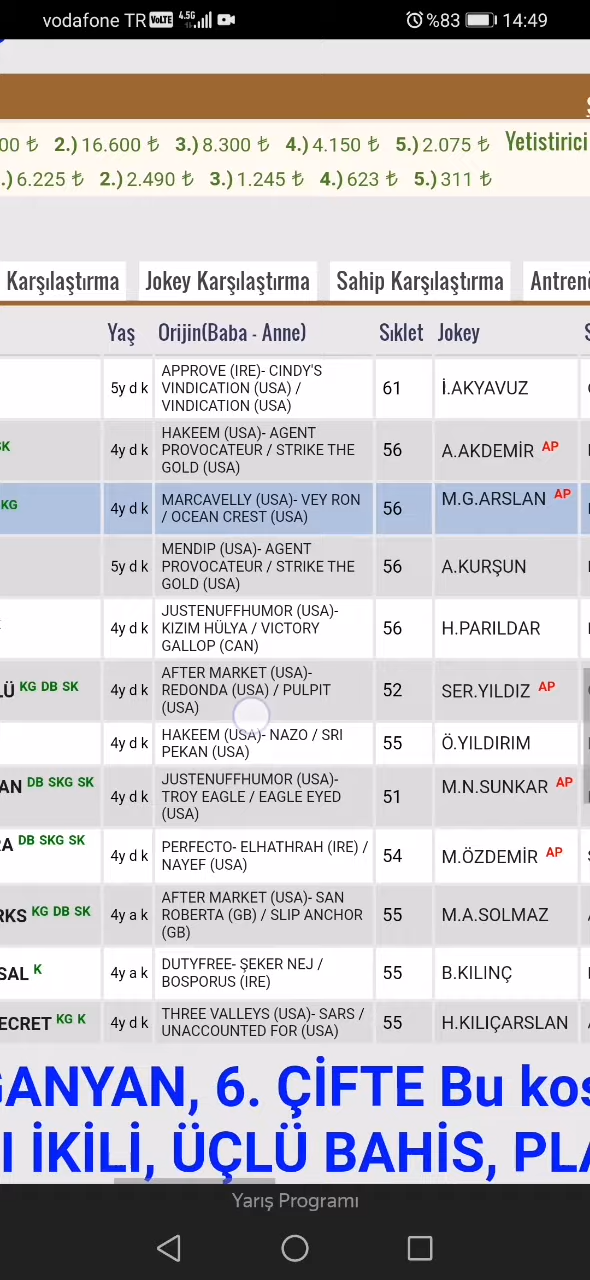 vodafone TR VoLTE 4.5G %83 14:49
00 ₺ 2.) 16.600 ₺ 3.) 8.300 ₺ 4.) 4.150 ₺ 5.) 2.075 ₺ Yetistirici
.) 6.225 ₺ 2.) 2.490 ₺ 3.) 1.245 ₺ 4.) 623 ₺ 5.) 311 ₺
Karşılaştırma Jokey Karşılaştırma Sahip Karşılaştırma Antren
Yaş Orijin(Baba - Anne) Sıklet Jokey
5y d k APPROVE (IRE)- CINDY'S
VINDICATION (USA) /
VINDICATION (USA) 61 İ.AKYAVUZ
SK 4y d k HAKEEM (USA)- AGENT
PROVOCATEUR / STRIKE THE
GOLD (USA) 56 A.AKDEMİR AP
KG 4y d k MARCAVELLY (USA)- VEY RON
/ OCEAN CREST (USA) 56 M.G.ARSLAN AP
5y d k MENDIP (USA)- AGENT
PROVOCATEUR / STRIKE THE
GOLD (USA) 56 A.KURŞUN
4y d k JUSTENUFFHUMOR (USA)-
KIZIM HÜLYA / VICTORY
GALLOP (CAN) 56 H.PARILDAR
LÜ KG DB SK 4y d k AFTER MARKET (USA)-
REDONDA (USA) / PULPIT
(USA) 52 SER.YILDIZ AP
4y d k HAKEEM (USA)- NAZO / SRI
PEKAN (USA) 55 Ö.YILDIRIM
AN DB SKG SK 4y d k JUSTENUFFHUMOR (USA)-
TROY EAGLE / EAGLE EYED
(USA) 51 M.N.SUNKAR AP
RA DB SKG SK 4y d k PERFECTO- ELHATHRAH (IRE) /
NAYEF (USA) 54 M.ÖZDEMİR AP
RKS KG DB SK 4y a k AFTER MARKET (USA)- SAN
ROBERTA (GB) / SLIP ANCHOR
(GB) 55 M.A.SOLMAZ
SAL K 4y a k DUTYFREE- ŞEKER NEJ /
BOSPORUS (IRE) 55 B.KILINÇ
ECRET KG K 4y d k THREE VALLEYS (USA)- SARS /
UNACCOUNTED FOR (USA) 55 H.KILIÇARSLAN
GANYAN, 6. ÇİFTE Bu kos
I İKİLİ, ÜÇLÜ BAHİS, PLA
Yarış Programı